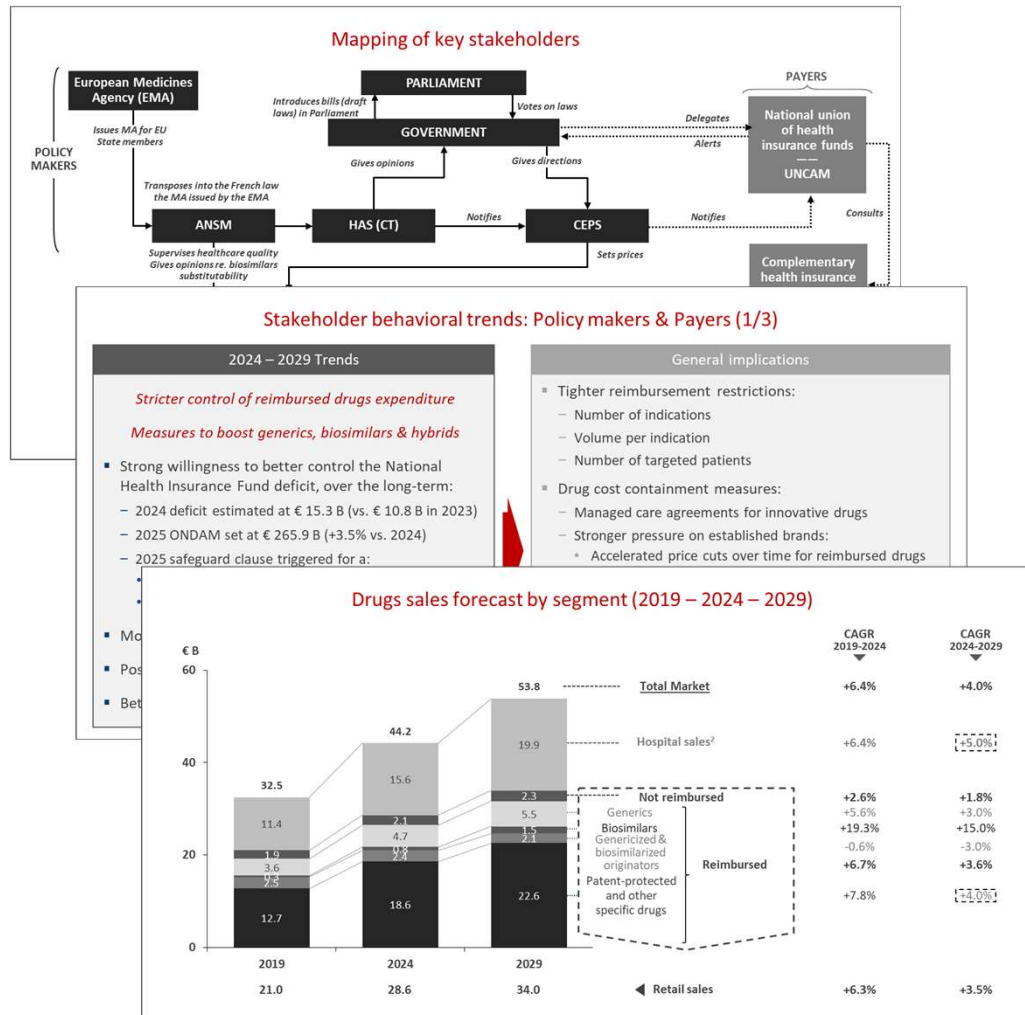 Mapping of key stakeholders
European Medicines
Agency (EMA)
PARLIAMENT
PAYERS
Introduces bills (draft
laws) in Parliament
Votes on laws
Issues MA for EU
State members
GOVERNMENT
Delegates
Alerts
National union
of health
insurance funds
——
UNCAM
POLICY
MAKERS
Gives opinions
Gives directions
Transposes into the French law
the MA issued by the EMA
ANSM
HAS (CT)
Notifies
CEPS
Notifies
Consults
Supervises healthcare quality
Gives opinions re. biosimilars
substitutability
Sets prices
Complementary
health insurance
Stakeholder behavioral trends: Policy makers & Payers (1/3)
2024 – 2029 Trends
Stricter control of reimbursed drugs expenditure
Measures to boost generics, biosimilars & hybrids
▪ Strong willingness to better control the National
Health Insurance Fund deficit, over the long-term:
– 2024 deficit estimated at € 15.3 B (vs. € 10.8 B in 2023)
– 2025 ONDAM set at € 265.9 B (+3.5% vs. 2024)
– 2025 safeguard clause triggered for a:
▪ Mo
▪ Pos
▪ Bet
General implications
▪ Tighter reimbursement restrictions:
– Number of indications
– Volume per indication
– Number of targeted patients
▪ Drug cost containment measures:
– Managed care agreements for innovative drugs
– Stronger pressure on established brands:
• Accelerated price cuts over time for reimbursed drugs
Drugs sales forecast by segment (2019 – 2024 – 2029)
CAGR
2019-2024
CAGR
2024-2029
€ B
60
40
20
0
32.5
11.4
1.9
3.6
0.3
2.5
12.7
44.2
15.6
2.1
4.7
0.8
2.4
18.6
53.8
19.9
2.3
5.5
1.5
2.1
22.6
Total Market +6.4% +4.0%
Hospital sales² +6.4% +5.0%
Not reimbursed +2.6% +1.8%
Generics +5.6% +3.0%
Biosimilars +19.3% +15.0%
Genericized &
biosimilarized
originators
-0.6% -3.0%
+6.7% +3.6%
Reimbursed
Patent-protected
and other
specific drugs
+7.8% +4.0%
2019 2024 2029
21.0 28.6 34.0 ◀ Retail sales +6.3% +3.5%